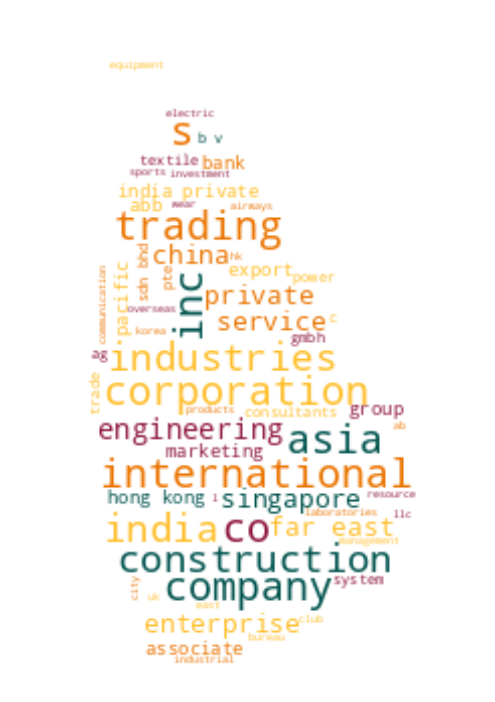 equipment
electric
s b v
textile bank
sports investment
india private
abb wear airways
trading
china hk
sdn bhd
pte
export power
communication
pacific
inc
private
overseas
service c
korea
gmbh
ag industries
trade
corporation
products consultants group
engineering ab
asia
marketing
international
hong kong l singapore resource
laboratories llc
india co far east
management
construction
company system
city
uk east
enterprise club
bureau
associate
industrial